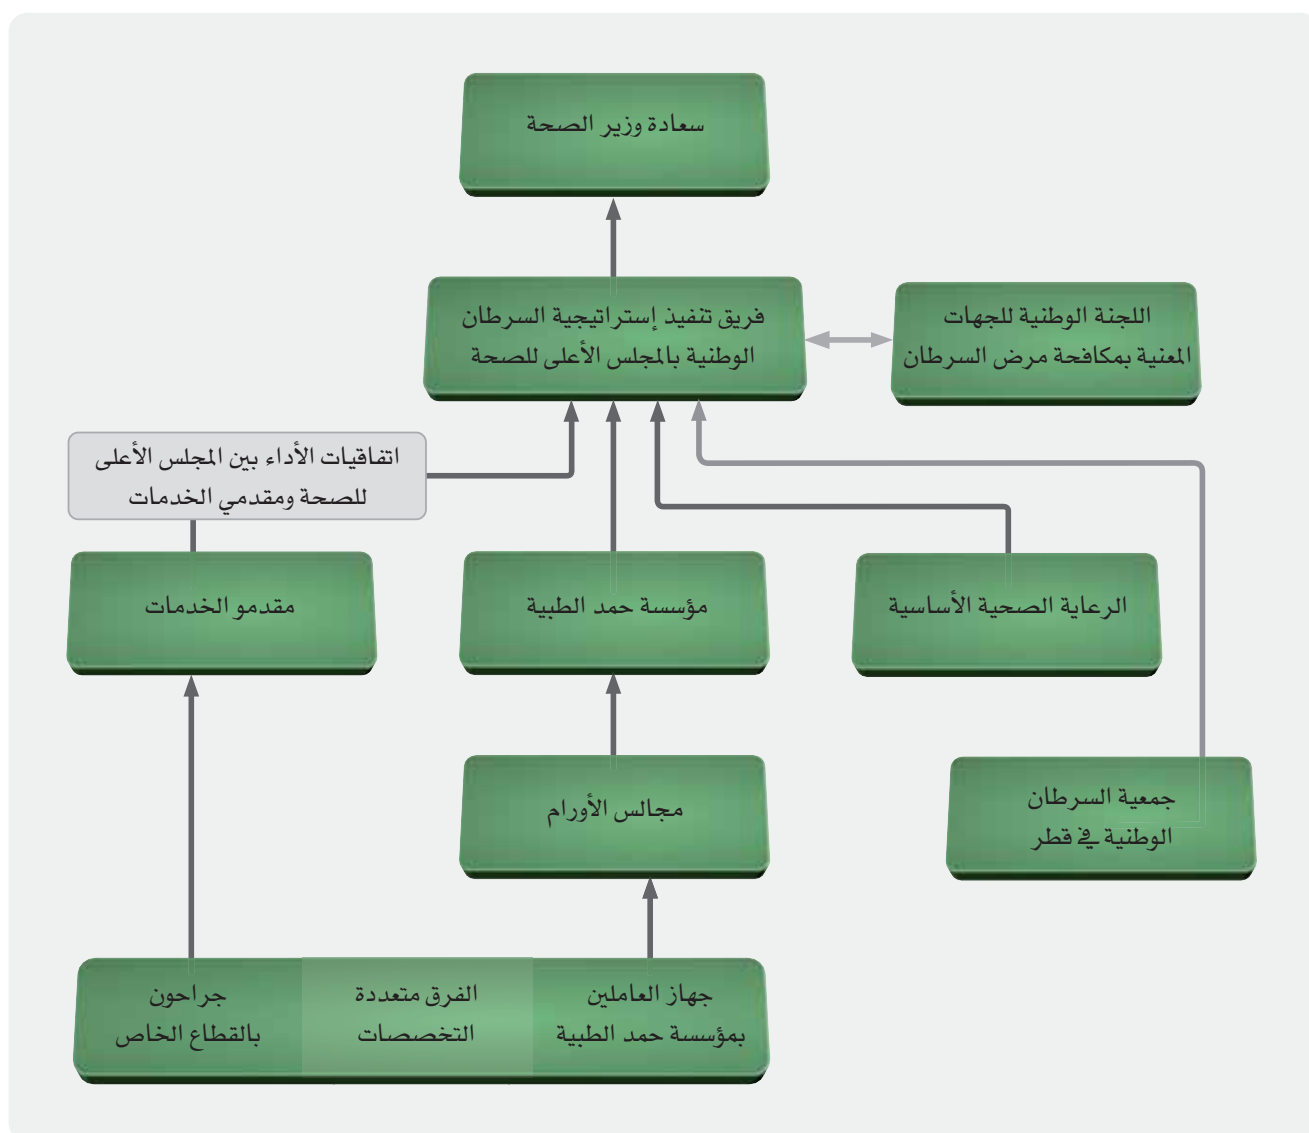 سعادة وزير الصحة
فريق تنفيذ إستراتيجية السرطان
الوطنية بالمجلس الأعلى للصحة
اللجنة الوطنية للجهات
المعنية بمكافحة مرض السرطان
اتفاقيات الأداء بين المجلس الأعلى
للصحة ومقدمي الخدمات
الرعاية الصحية الأساسية
مؤسسة حمد الطبية
مقدمو الخدمات
جمعية السرطان
الوطنية في قطر
مجالس الأورام
جهاز العاملين
بمؤسسة حمد الطبية
الفرق متعددة
التخصصات
جراحون
بالقطاع الخاص